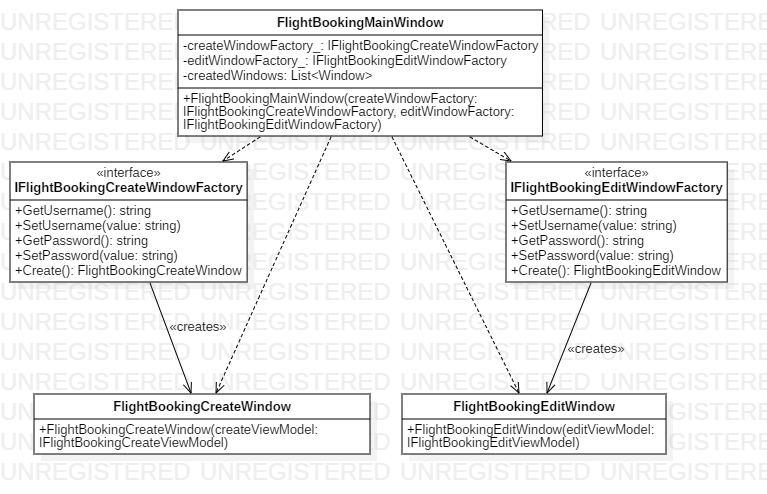 FlightBookingMainWindow
-createWindowFactory_: IFlightBookingCreateWindowFactory
-editWindowFactory_: IFlightBookingEditWindowFactory
-createdWindows: List<Window>
+FlightBookingMainWindow(createWindowFactory:
IFlightBookingCreateWindowFactory, editWindowFactory:
IFlightBookingEditWindowFactory)
«interface»
IFlightBookingCreateWindowFactory
+GetUsername(): string
+SetUsername(value: string)
+GetPassword(): string
+SetPassword(value: string)
+Create(): FlightBookingCreateWindow
«interface»
IFlightBookingEditWindowFactory
+GetUsername(): string
+SetUsername(value: string)
+GetPassword(): string
+SetPassword(value: string)
+Create(): FlightBookingEditWindow
«creates»
«creates»
FlightBookingCreateWindow
+FlightBookingCreateWindow(createViewModel:
IFlightBookingCreateViewModel)
FlightBookingEditWindow
+FlightBookingEditWindow(editViewModel:
IFlightBookingEditViewModel)
UNREGISTERED